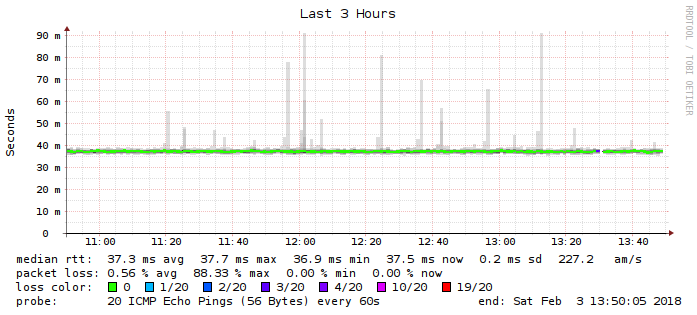 Last 3 Hours
RRDTOOL / TOBI OETIKER
Seconds
90 m
80 m
70 m
60 m
50 m
40 m
30 m
20 m
10 m
0
11:00 11:20 11:40 12:00 12:20 12:40 13:00 13:20 13:40
median rtt: 37.3 ms avg 37.7 ms max 36.9 ms min 37.5 ms now 0.2 ms sd 227.2 am/s
packet loss: 0.56 % avg 88.33 % max 0.00 % min 0.00 % now
loss color: 0 1/20 2/20 3/20 4/20 10/20 19/20
probe: 20 ICMP Echo Pings (56 Bytes) every 60s end: Sat Feb 3 13:50:05 2018